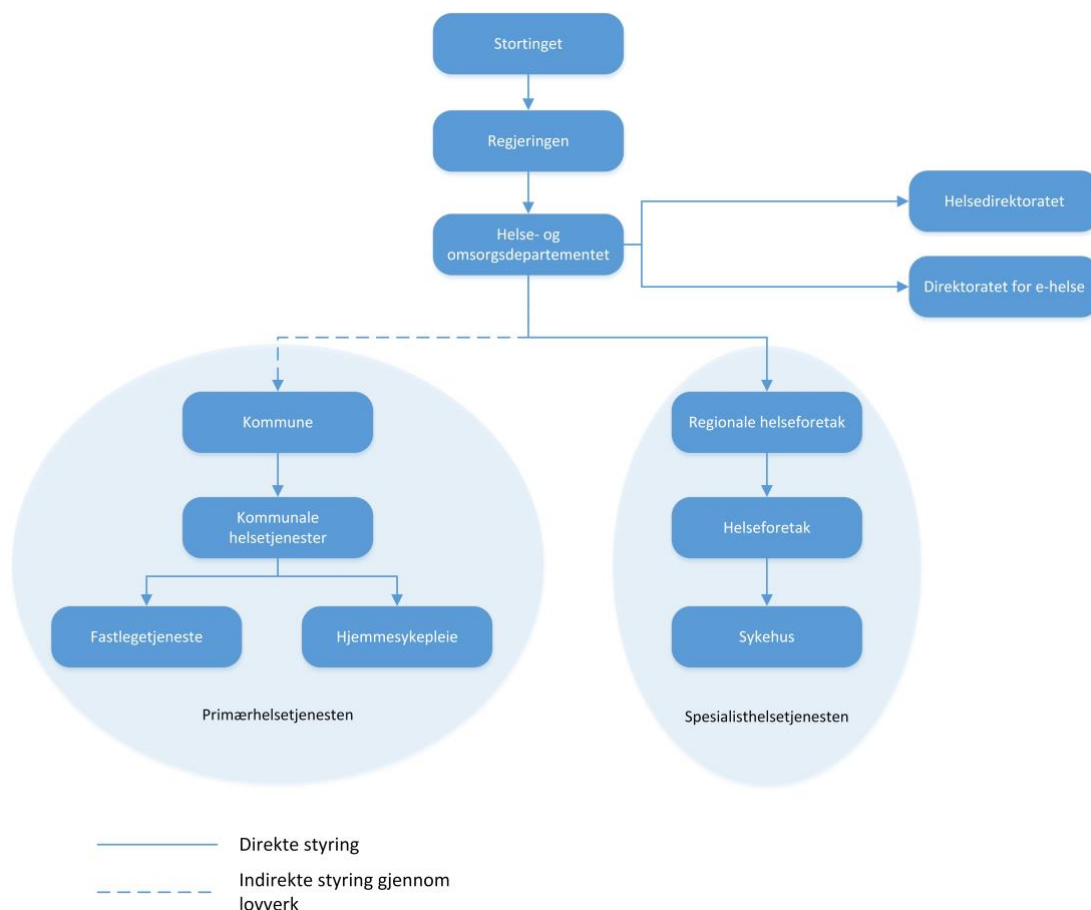 Stortinget
Regjeringen
Helse- og
omsorgsdepartementet
Helsedirektoratet
Direktoratet for e-helse
Kommune
Regionale helseforetak
Kommunale
helsetjenester
Helseforetak
Fastlegetjeneste
Hjemmesykepleie
Sykehus
Primærhelsetjenesten
Spesialisthelsetjenesten
Direkte styring
Indirekte styring gjennom
lovverk